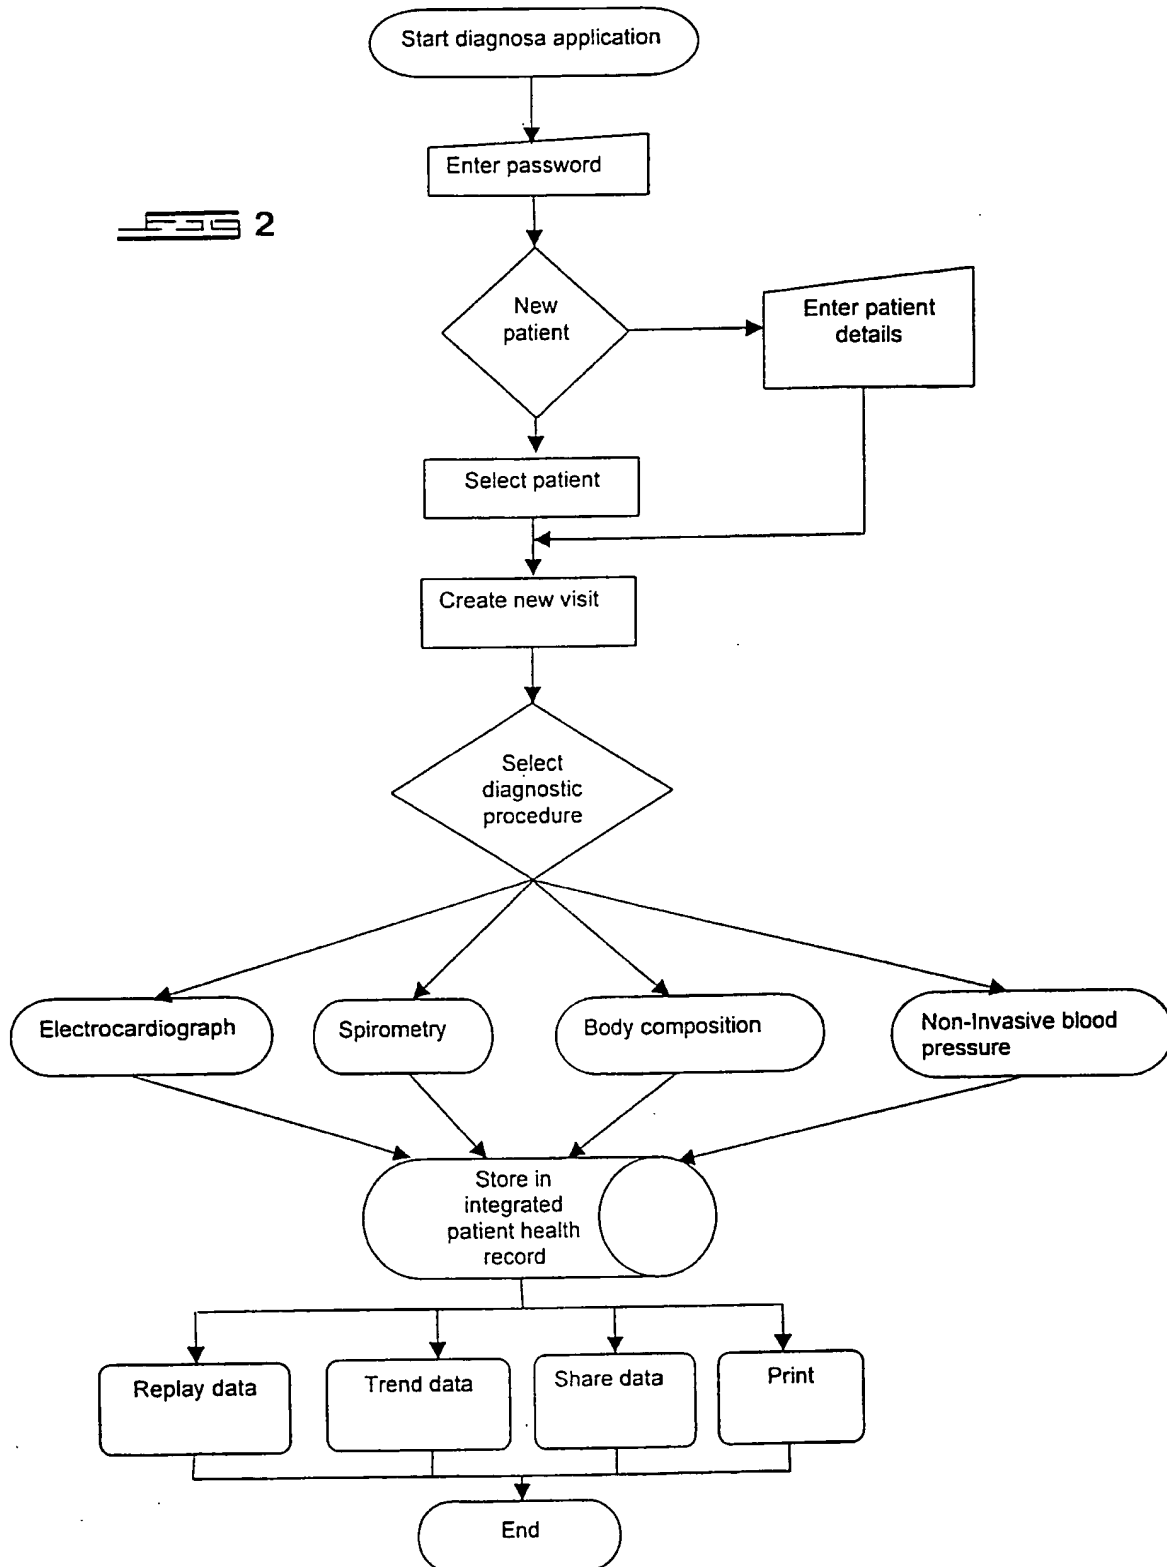 Start diagnosa application
Enter password
FIG 2
New
patient
Enter patient
details
Select patient
Create new visit
Select
diagnostic
procedure
Electrocardiograph
Spirometry
Body composition
Non-Invasive blood
pressure
Store in
integrated
patient health
record
Replay data
Trend data
Share data
Print
End